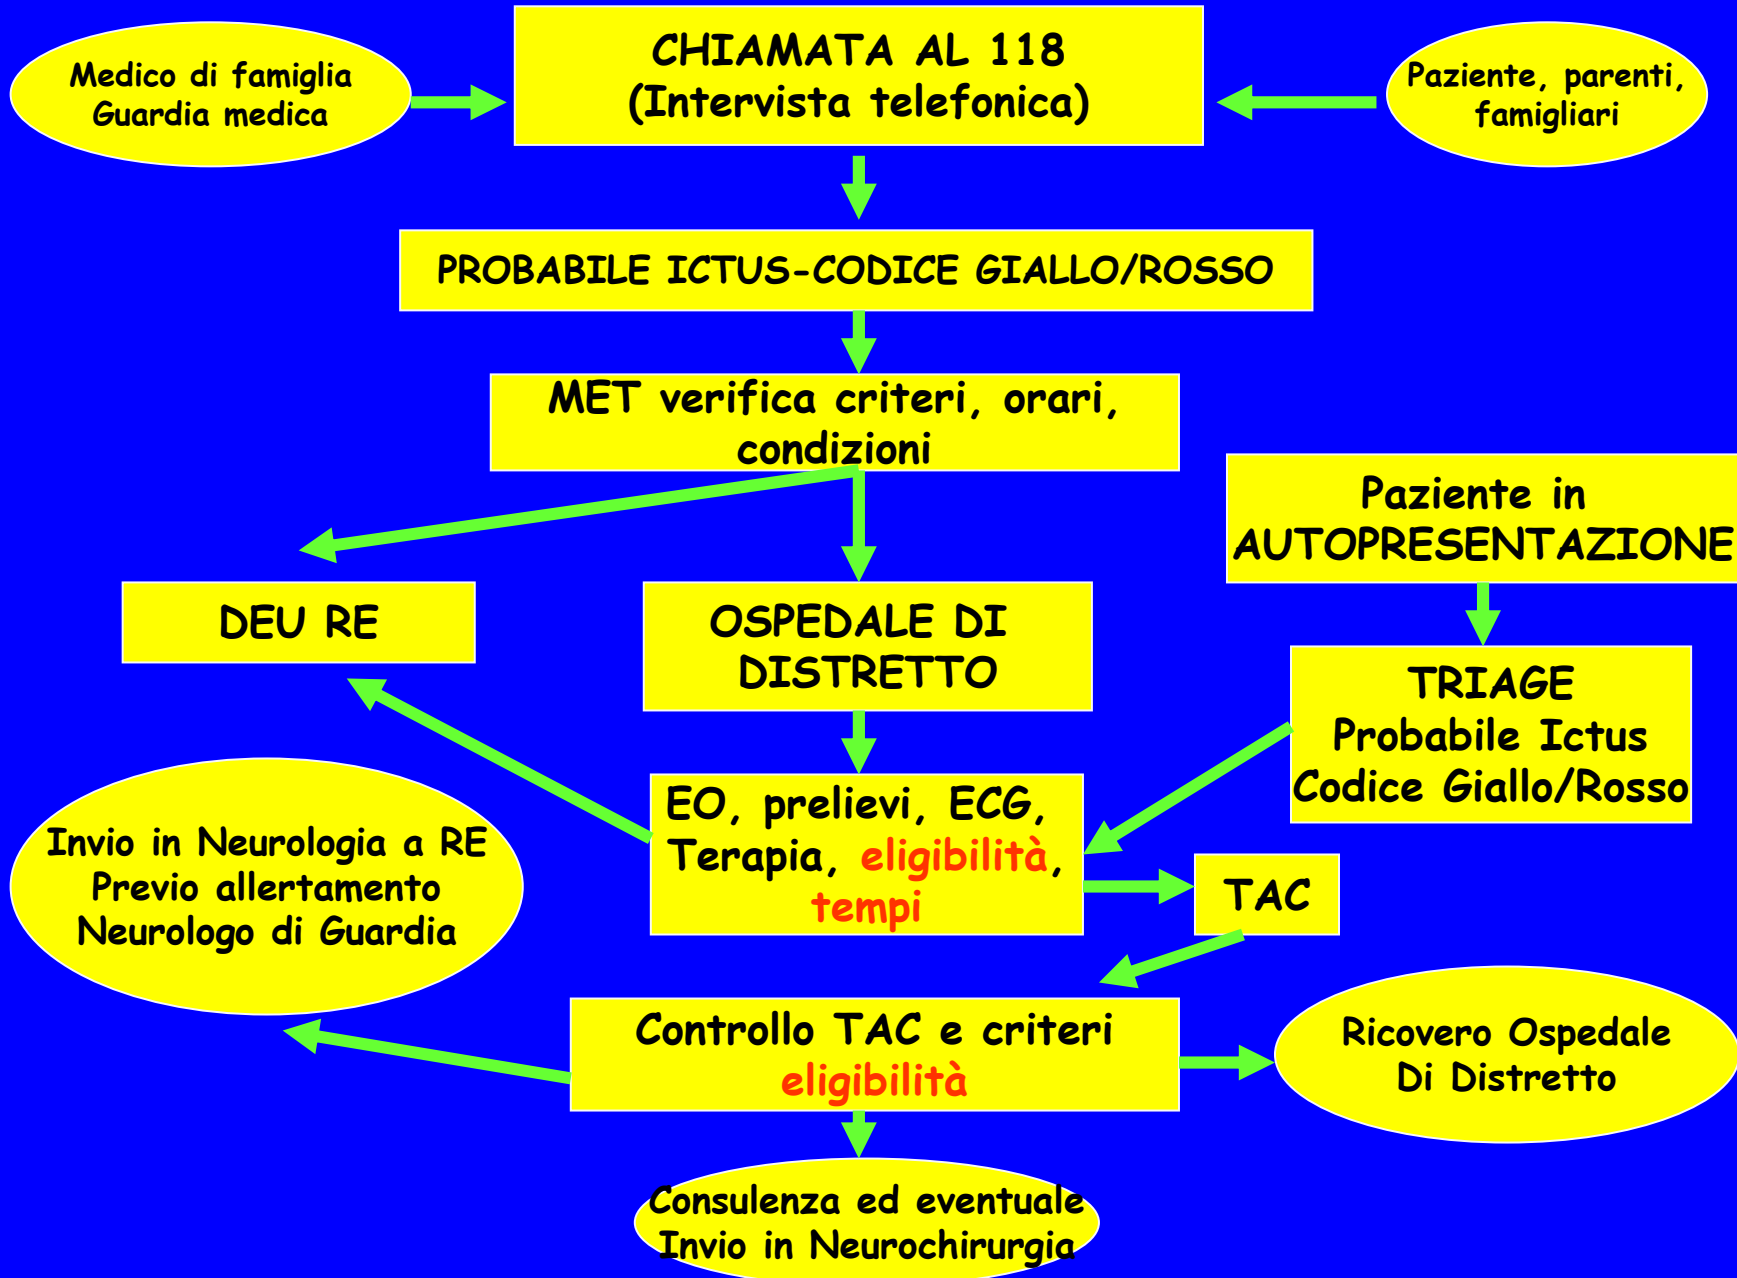 CHIAMATA AL 118
(Intervista telefonica)
Medico di famiglia
Guardia medica
Paziente, parenti,
famigliari
PROBABILE ICTUS-CODICE GIALLO/ROSSO
MET verifica criteri, orari,
condizioni
Paziente in
AUTOPRESENTAZIONE
DEU RE
OSPEDALE DI
DISTRETTO
TRIAGE
Probabile Ictus
Codice Giallo/Rosso
EO, prelievi, ECG,
Terapia, eligibilità,
tempi
TAC
Invio in Neurologia a RE
Previo allertamento
Neurologo di Guardia
Controllo TAC e criteri
eligibilità
Ricovero Ospedale
Di Distretto
Consulenza ed eventuale
Invio in Neurochirurgia